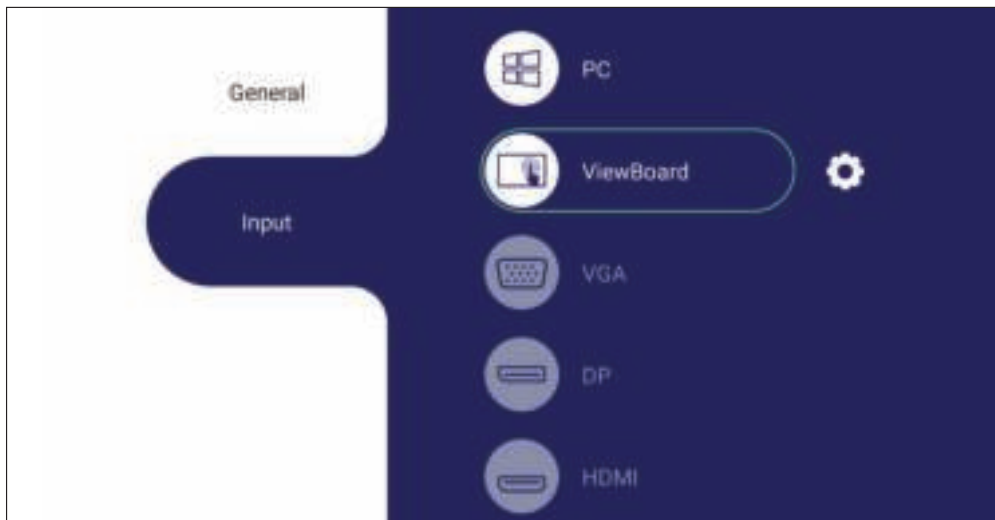 General
Input
PC
ViewBoard
VGA
DP
HDMI